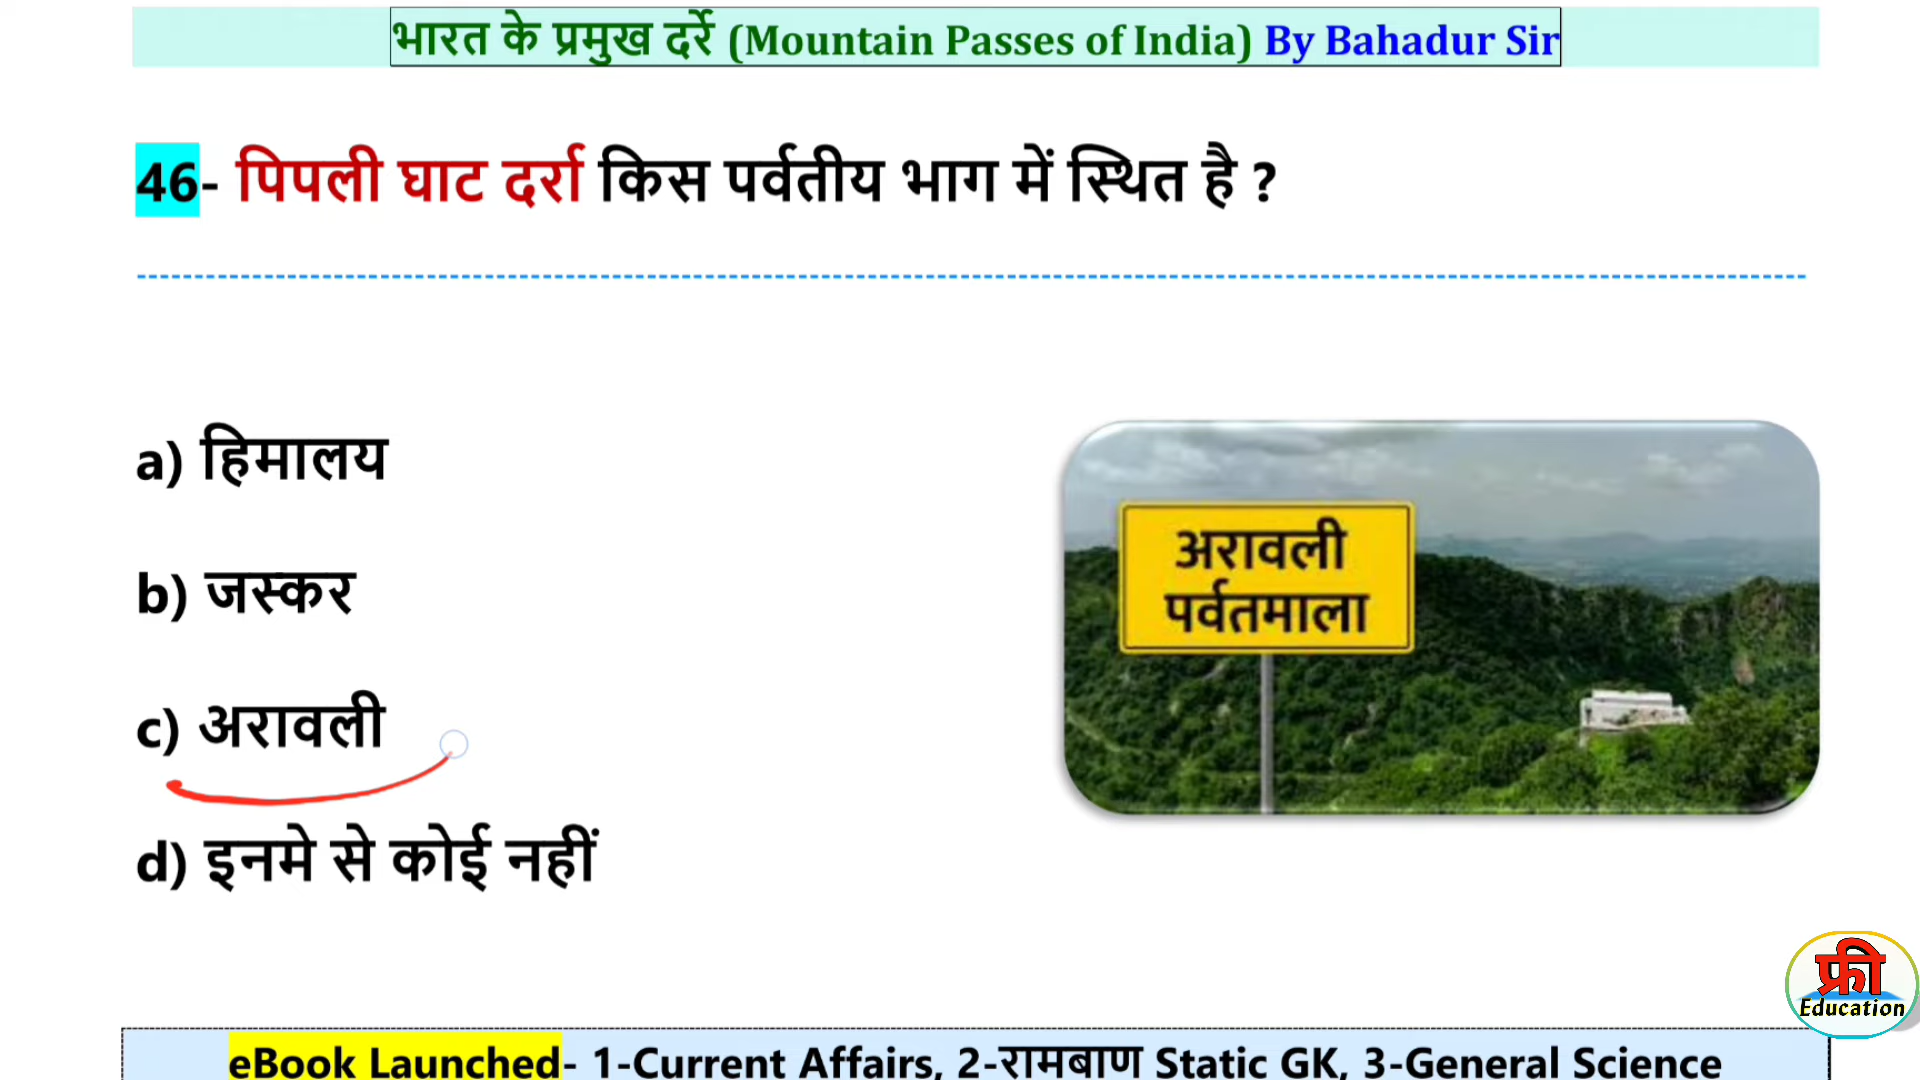 भारत के प्रमुख दर्रे (Mountain Passes of India) By Bahadur Sir
46- पिपली घाट दर्रा किस पर्वतीय भाग में स्थित है ?
a) हिमालय
b) जस्कर
c) अरावली
d) इनमे से कोई नहीं
अरावली
पर्वतमाला
फ्री
Education
eBook Launched- 1-Current Affairs, 2-रामबाण Static GK, 3-General Science